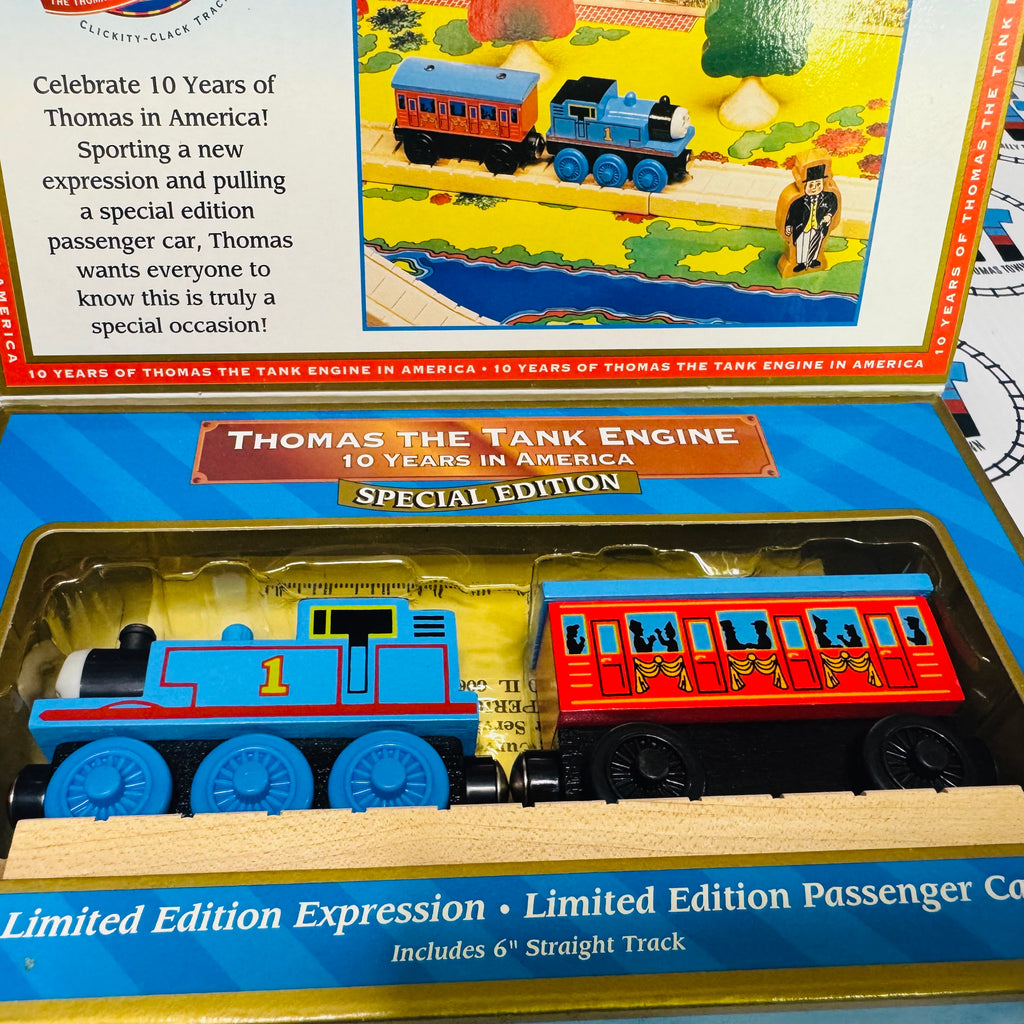 THE THOMAS
CLICKITY-CLACK TRACK
Celebrate 10 Years of
Thomas in America!
Sporting a new
expression and pulling
a special edition
passenger car, Thomas
wants everyone to
know this is truly a
special occasion!
1
AMERICA
10 YEARS OF THOMAS THE TANK ENGINE IN AMERICA • 10 YEARS OF THOMAS THE TANK ENGINE IN AMERICA
10 YEARS OF THOMAS THE TANK E
THOMAS THE TANK ENGINE
10 YEARS IN AMERICA
SPECIAL EDITION
1
Limited Edition Expression • Limited Edition Passenger Ca
Includes 6" Straight Track